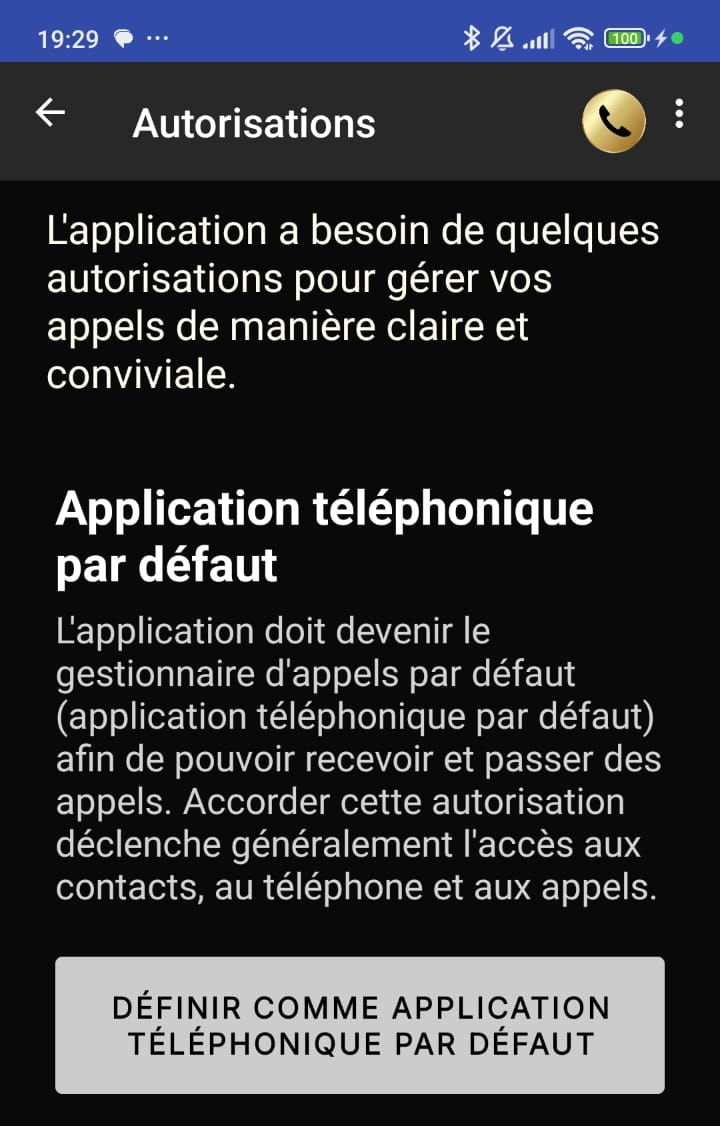 19:29
100
Autorisations
L'application a besoin de quelques
autorisations pour gérer vos
appels de manière claire et
conviviale.
Application téléphonique
par défaut
L'application doit devenir le
gestionnaire d'appels par défaut
(application téléphonique par défaut)
afin de pouvoir recevoir et passer des
appels. Accorder cette autorisation
déclenche généralement l'accès aux
contacts, au téléphone et aux appels.
DÉFINIR COMME APPLICATION
TÉLÉPHONIQUE PAR DÉFAUT